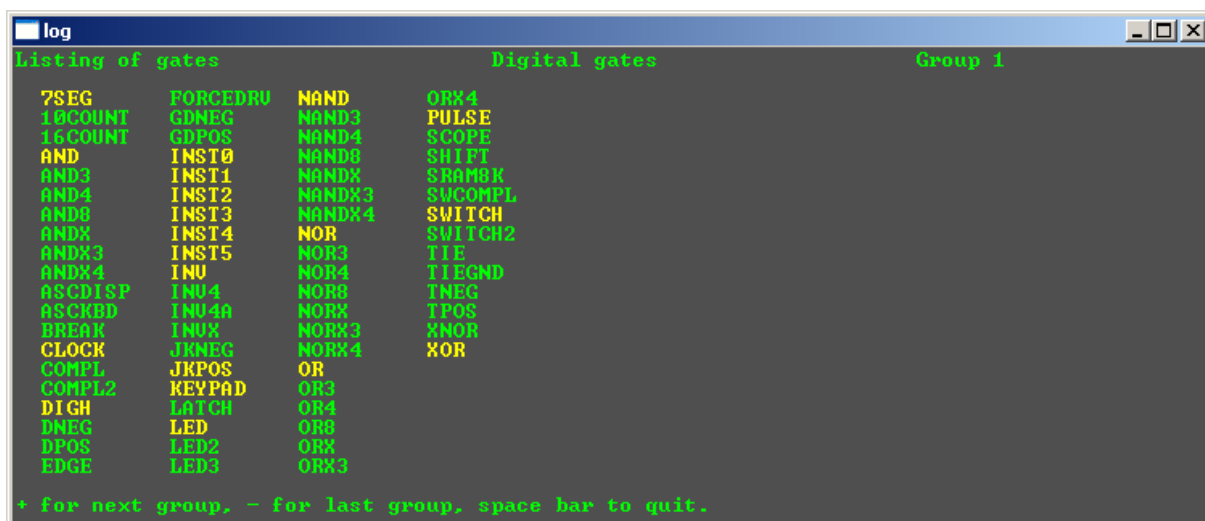 log
Listing of gates Digital gates Group 1
7SEG FORCEDRV NAND ORX4
10COUNT GDNEG NAND3 PULSE
16COUNT GDPOS NAND4 SCOPE
AND INST0 NAND8 SHIFT
AND3 INST1 NANDX SRAM8K
AND4 INST2 NANDX3 SWCOMPL
AND8 INST3 NANDX4 SWITCH
ANDX INST4 NOR SWITCH2
ANDX3 INST5 NOR3 TIE
ANDX4 INV NOR4 TIEGND
ASCDISP INV4 NOR8 TNEG
ASCKBD INV4A NORX TPOS
BREAK INVX NORX3 XNOR
CLOCK JKNEG NORX4 XOR
COMPL JKPOS OR
COMPL2 KEYPAD OR3
DIGH LATCH OR4
DNEG LED OR8
DPOS LED2 ORX
EDGE LED3 ORX3
+ for next group, - for last group, space bar to quit.